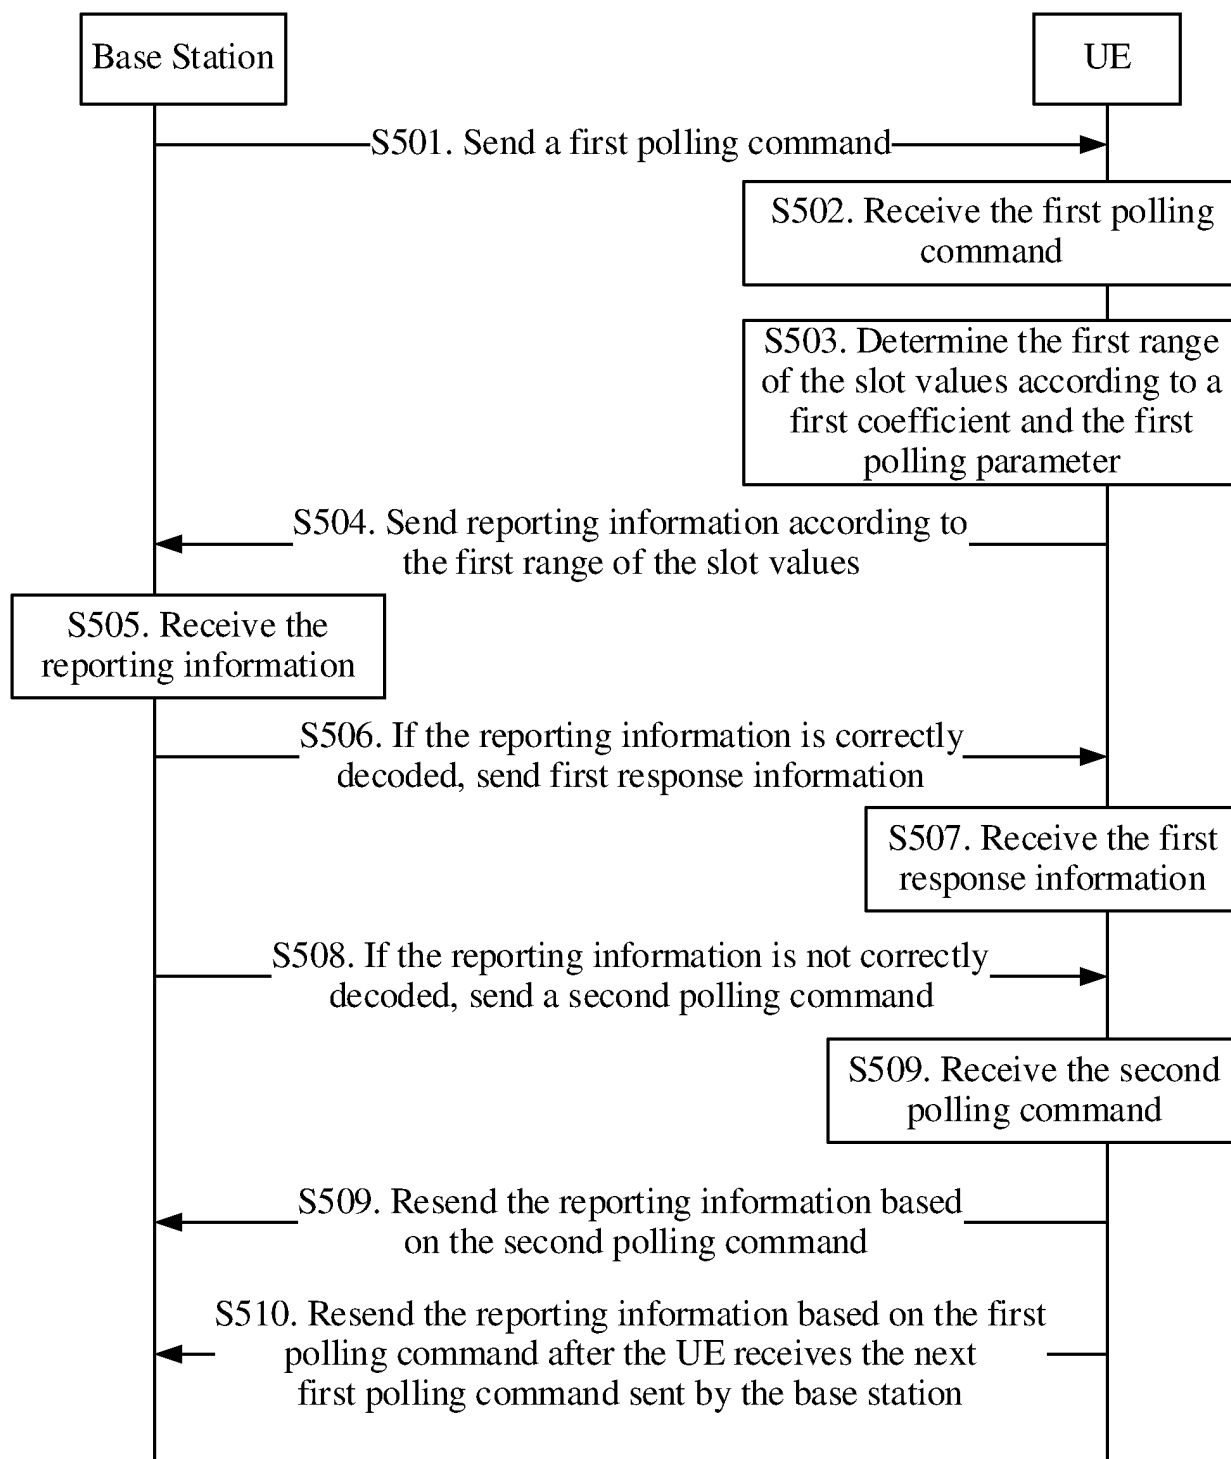 Base Station
UE
S501. Send a first polling command
S502. Receive the first polling
command
S503. Determine the first range
of the slot values according to a
first coefficient and the first
polling parameter
S504. Send reporting information according to
the first range of the slot values
S505. Receive the
reporting information
S506. If the reporting information is correctly
decoded, send first response information
S507. Receive the first
response information
S508. If the reporting information is not correctly
decoded, send a second polling command
S509. Receive the second
polling command
S509. Resend the reporting information based
on the second polling command
S510. Resend the reporting information based on the first
polling command after the UE receives the next
first polling command sent by the base station